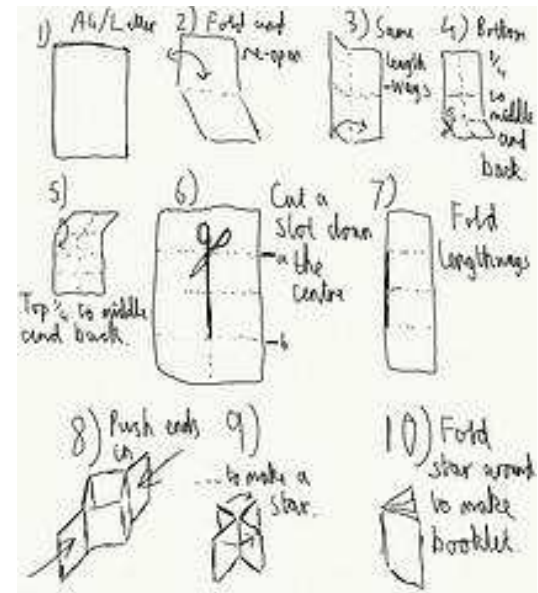 1) A4/Letter
2) Fold and
re-open
3) Same
length
-ways
4) Bottom
1/4
to
middle
and
back.
5)
Top 1/4 to middle
and back.
6) Cut a
slot down
a the
centre
b
7) Fold
lengthways
8) Push ends
in
9)
....to make a
star.
10) Fold
star around
to make
booklet.